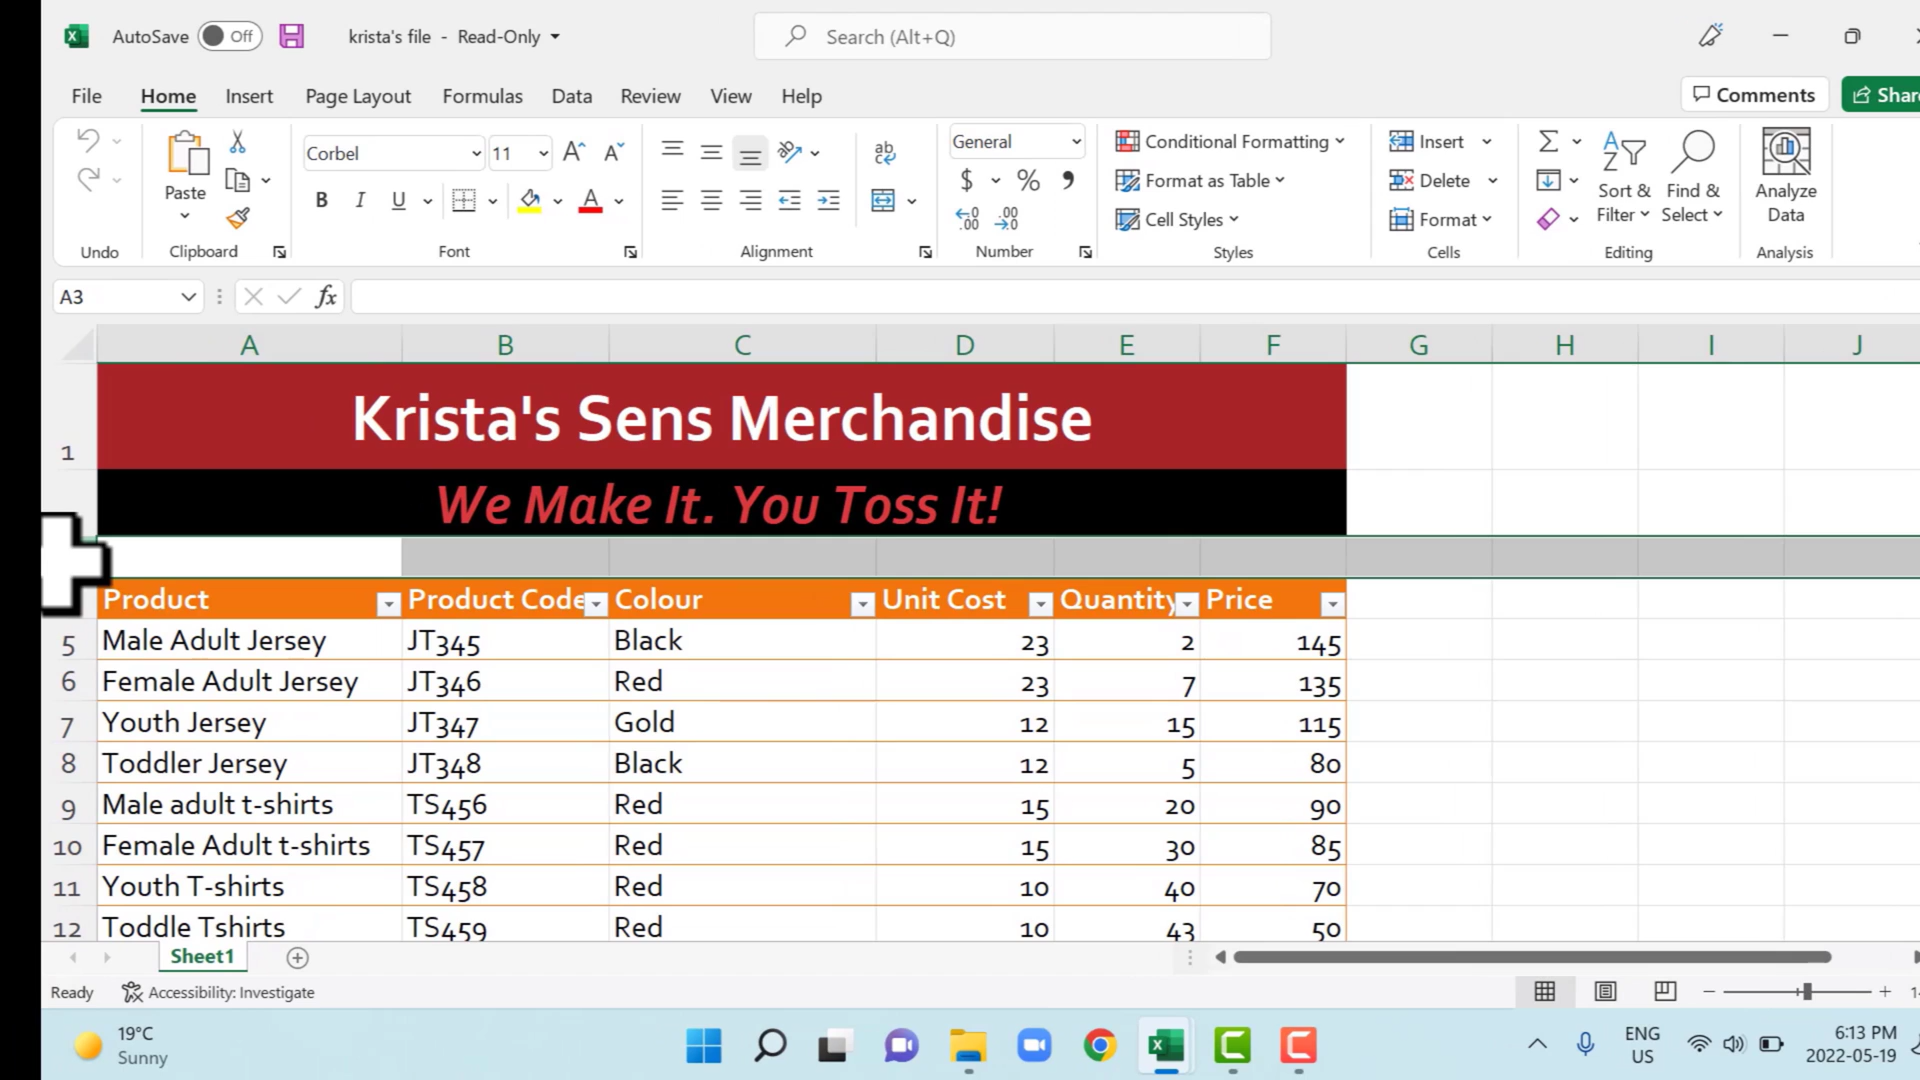 AutoSave Off krista's file - Read-Only Search (Alt+Q)
File Home Insert Page Layout Formulas Data Review View Help Comments Share
Paste Corbel 11 General Conditional Formatting Insert
B I U $ % Format as Table Delete Sort & Filter Find & Select Analyze Data
Cell Styles Format
Undo Clipboard Font Alignment Number Styles Cells Editing Analysis
A3 fx
A B C D E F G H I J
1 Krista's Sens Merchandise
We Make It. You Toss It!
Product Product Code Colour Unit Cost Quantity Price
5 Male Adult Jersey JT345 Black 23 2 145
6 Female Adult Jersey JT346 Red 23 7 135
7 Youth Jersey JT347 Gold 12 15 115
8 Toddler Jersey JT348 Black 12 5 80
9 Male adult t-shirts TS456 Red 15 20 90
10 Female Adult t-shirts TS457 Red 15 30 85
11 Youth T-shirts TS458 Red 10 40 70
12 Toddle Tshirts TS459 Red 10 43 50
Sheet1
Ready Accessibility: Investigate
19°C ENG 6:13 PM
Sunny US 2022-05-19